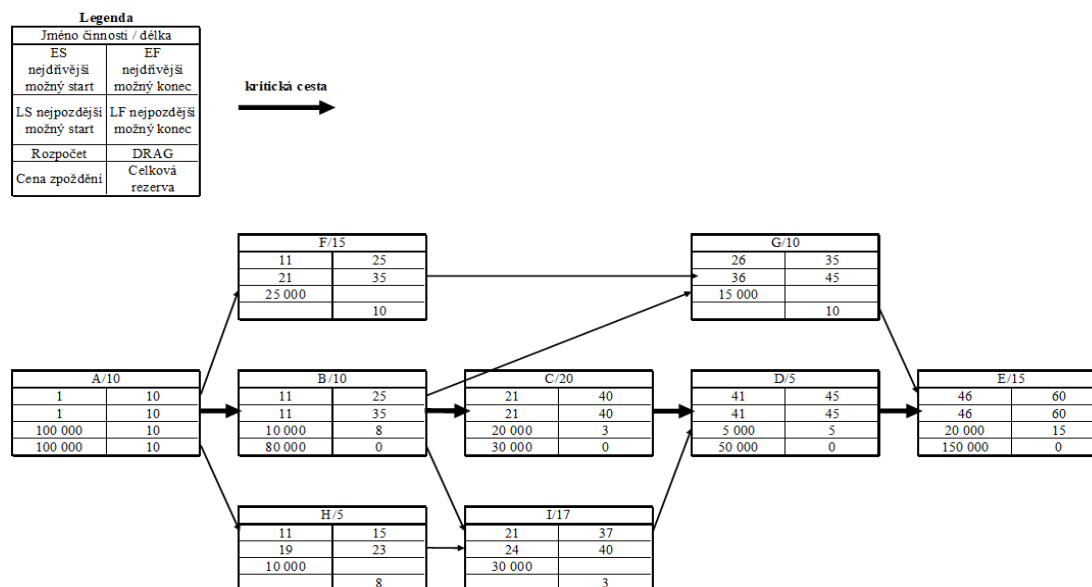 Legenda
Jméno činnosti / délka
ES nejdřívější možný start
EF nejdřívější možný konec
LS nejpozdější možný start
LF nejpozdější možný konec
Rozpočet DRAG
Cena zpoždění
Celková rezerva
kritická cesta
F/15
11 25
21 35
25 000
10
G/10
26 35
36 45
15 000
10
A/10
1 10
1 10
100 000 10
100 000 10
B/10
11 25
11 35
10 000 8
80 000 0
C/20
21 40
21 40
20 000 3
30 000 0
D/5
41 45
41 45
5 000 5
50 000 0
E/15
46 60
46 60
20 000 15
150 000 0
H/5
11 15
19 23
10 000
8
I/17
21 37
24 40
30 000
3